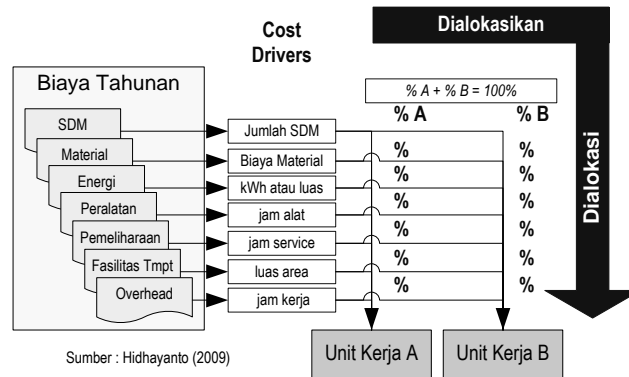 Cost
Drivers
Dialokasikan
Biaya Tahunan
% A + % B = 100%
% A
% B
SDM
Jumlah SDM
%
%
Material
Biaya Material
%
%
Energi
kWh atau luas
%
%
Peralatan
jam alat
%
%
Pemeliharaan
jam service
%
%
Fasilitas Tmpt
luas area
%
%
Overhead
jam kerja
Dialokasi
Sumber : Hidhayanto (2009)
Unit Kerja A
Unit Kerja B